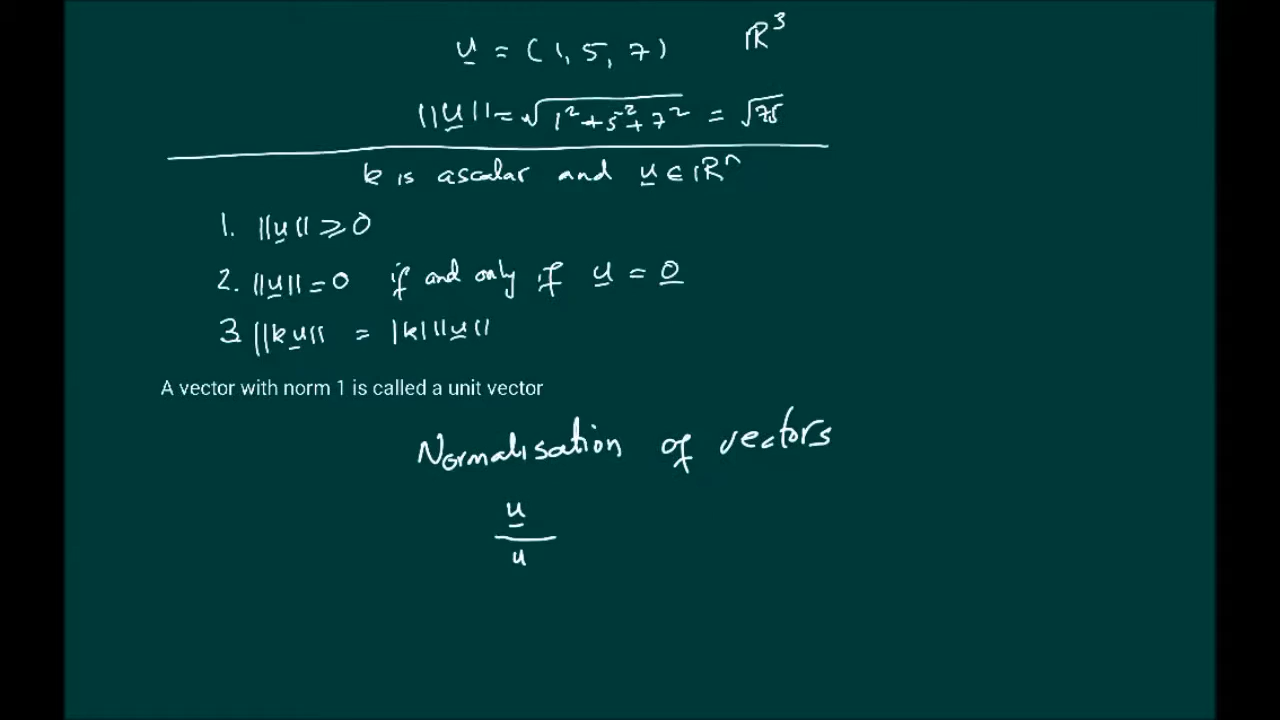 u = (1, 5, 7) ℝ³
||u|| = √1² + 5² + 7² = √75
k is a scalar and u ∈ ℝⁿ
1. ||u|| ⩾ 0
2. ||u|| = 0 if and only if u = 0
3. ||k u|| = |k| ||u||
A vector with norm 1 is called a unit vector
Normalisation of vectors
u
u